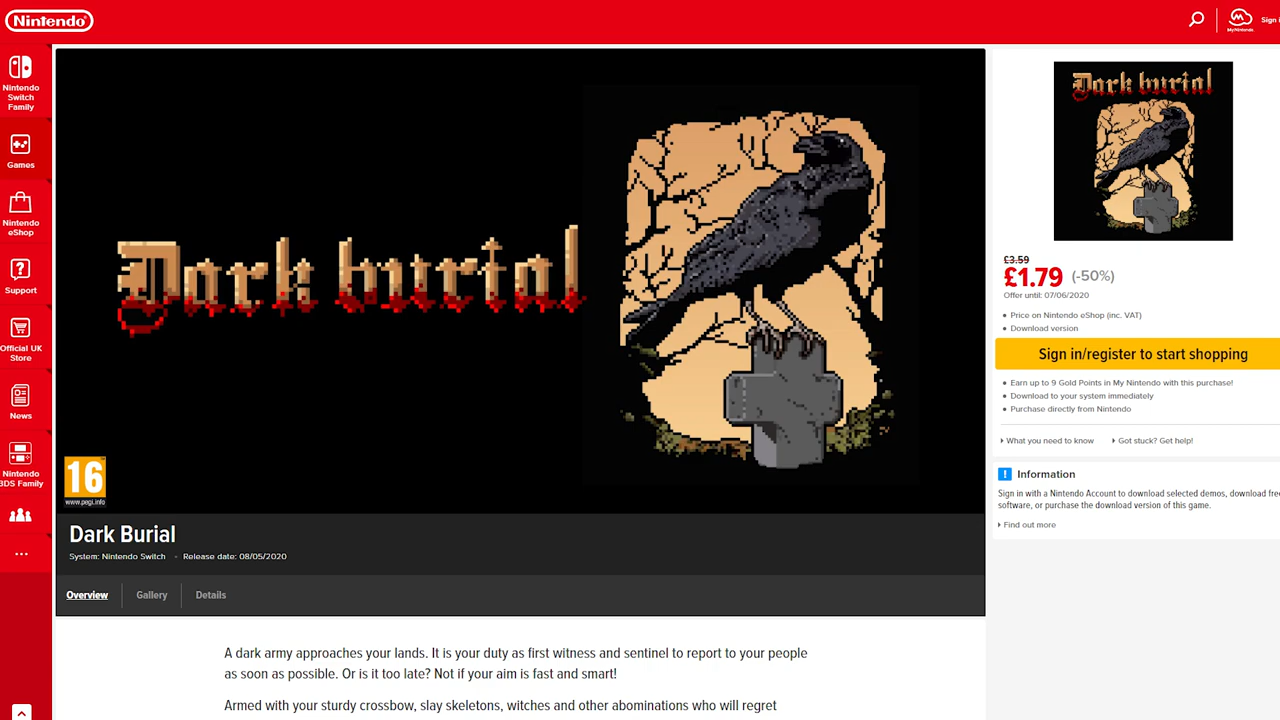 Nintendo
MyNintendo
Sign i
Nintendo
Switch
Family
Games
Nintendo
eShop
Support
Official UK
Store
News
Nintendo
3DS Family
...
Dark burial
16
www.pegi.info
Dark Burial
System: Nintendo Switch - Release date: 08/05/2020
Overview
Gallery
Details
A dark army approaches your lands. It is your duty as first witness and sentinel to report to your people
as soon as possible. Or is it too late? Not if your aim is fast and smart!
Armed with your sturdy crossbow, slay skeletons, witches and other abominations who will regret
Dark burial
£3.59
£1.79 (-50%)
Offer until: 07/06/2020
• Price on Nintendo eShop (inc. VAT)
• Download version
Sign in/register to start shopping
• Earn up to 9 Gold Points in My Nintendo with this purchase!
• Download to your system immediately
• Purchase directly from Nintendo
What you need to know
Got stuck? Get help!
! Information
Sign in with a Nintendo Account to download selected demos, download free
software, or purchase the download version of this game.
Find out more